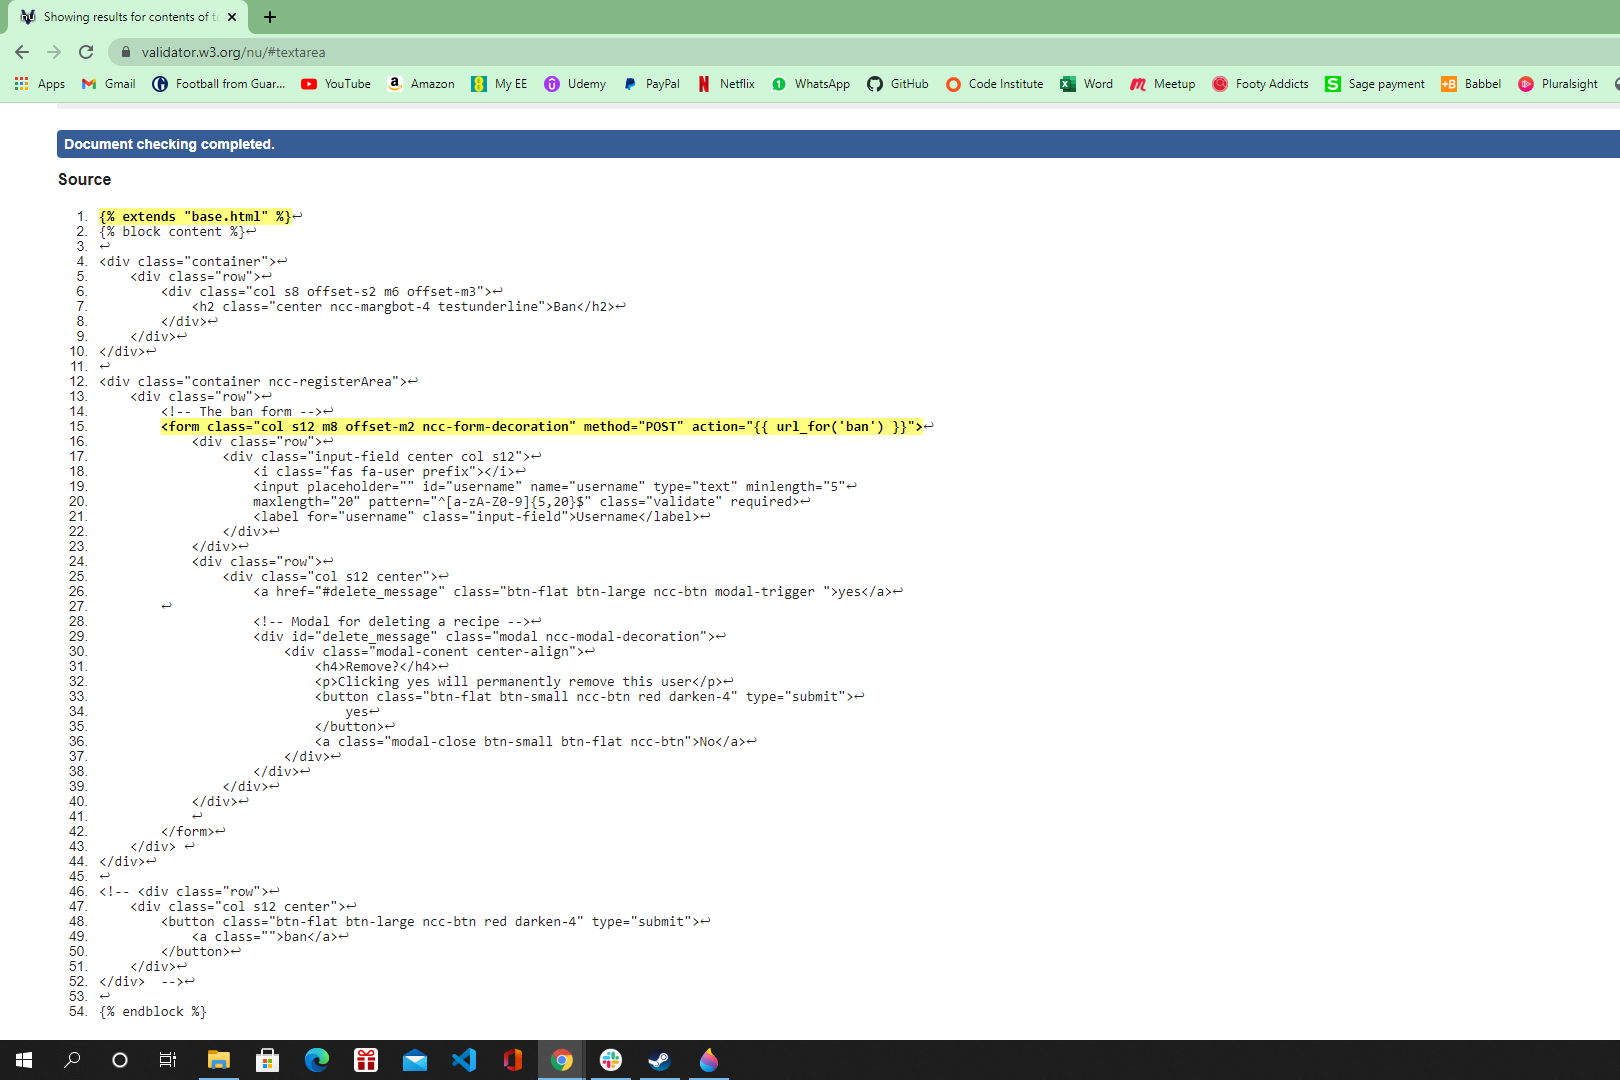 Showing results for contents of t
validator.w3.org/nu/#textarea
Apps Gmail Football from Guar... YouTube Amazon My EE Udemy PayPal Netflix WhatsApp GitHub Code Institute Word Meetup Footy Addicts Sage payment Babbel Pluralsight
Document checking completed.
Source
1. {% extends "base.html" %}↩
2. {% block content %}↩
3. ↩
4. <div class="container">↩
5. <div class="row">↩
6. <div class="col s8 offset-s2 m6 offset-m3">↩
7. <h2 class="center ncc-margbot-4 testunderline">Ban</h2>↩
8. </div>↩
9. </div>↩
10. </div>↩
11. ↩
12. <div class="container ncc-registerArea">↩
13. <div class="row">↩
14. <!-- The ban form -->↩
15. <form class="col s12 m8 offset-m2 ncc-form-decoration" method="POST" action="{{ url_for('ban') }}">↩
16. <div class="row">↩
17. <div class="input-field center col s12">↩
18. <i class="fas fa-user prefix"></i>↩
19. <input placeholder="" id="username" name="username" type="text" minlength="5"↩
20. maxlength="20" pattern="^[a-zA-Z0-9]{5,20}$" class="validate" required>↩
21. <label for="username" class="input-field">Username</label>↩
22. </div>↩
23. </div>↩
24. <div class="row">↩
25. <div class="col s12 center">↩
26. <a href="#delete_message" class="btn-flat btn-large ncc-btn modal-trigger ">yes</a>↩
27. ↩
28. <!-- Modal for deleting a recipe -->↩
29. <div id="delete_message" class="modal ncc-modal-decoration">↩
30. <div class="modal-conent center-align">↩
31. <h4>Remove?</h4>↩
32. <p>Clicking yes will permanently remove this user</p>↩
33. <button class="btn-flat btn-small ncc-btn red darken-4" type="submit">↩
34. yes↩
35. </button>↩
36. <a class="modal-close btn-small btn-flat ncc-btn">No</a>↩
37. </div>↩
38. </div>↩
39. </div>↩
40. </div>↩
41. ↩
42. </form>↩
43. </div> ↩
44. </div>↩
45. ↩
46. <!-- <div class="row">↩
47. <div class="col s12 center">↩
48. <button class="btn-flat btn-large ncc-btn red darken-4" type="submit">↩
49. <a class="">ban</a>↩
50. </button>↩
51. </div>↩
52. </div>  -->↩
53. ↩
54. {% endblock %}